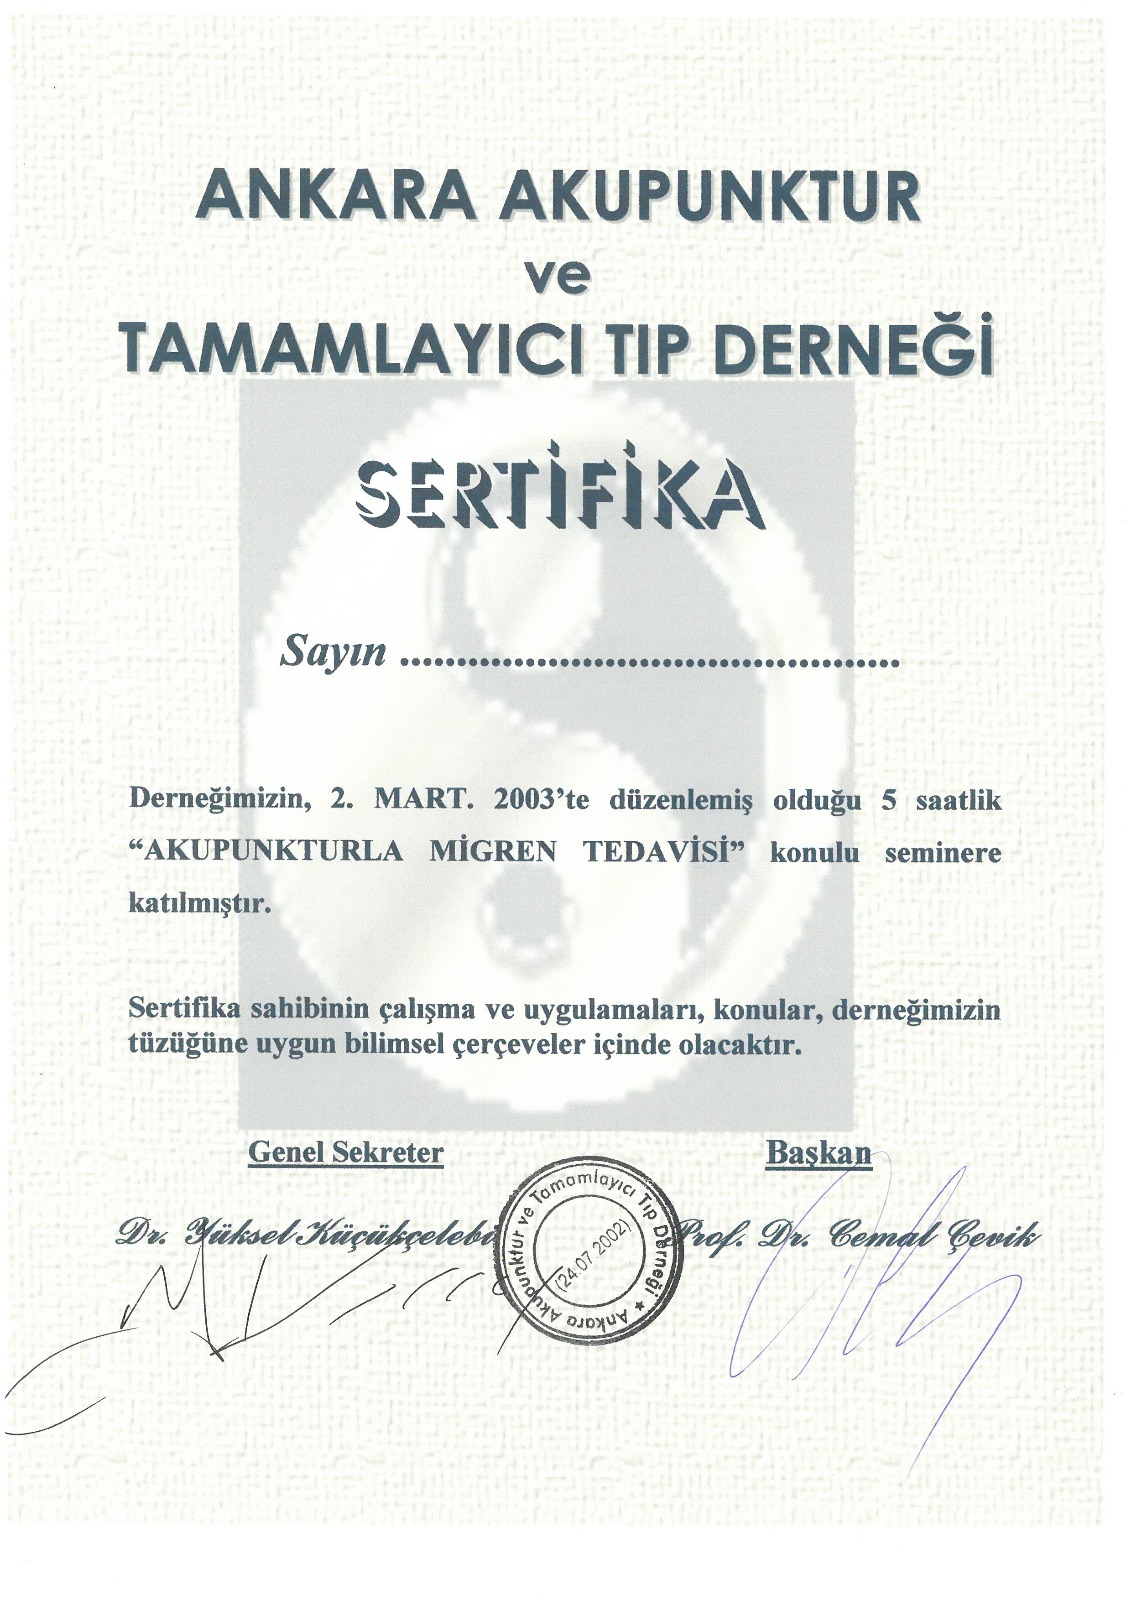 ANKARA AKUPUNKTUR
ve
TAMAMLAYICI TIP DERNEĞİ
SERTİFİKA
Sayın ............................................
Derneğimizin, 2. MART. 2003’te düzenlemiş olduğu 5 saatlik
“AKUPUNKTURLA MİGREN TEDAVİSİ” konulu seminere
katılmıştır.
Sertifika sahibinin çalışma ve uygulamaları, konular, derneğimizin
tüzüğüne uygun bilimsel çerçeveler içinde olacaktır.
Genel Sekreter Başkan
Dr. Yüksel Küçükçelebi Prof. Dr. Cemal Çevik
Ankara Akupunktur ve Tamamlayıcı Tıp Derneği ★
(24.07.2002)